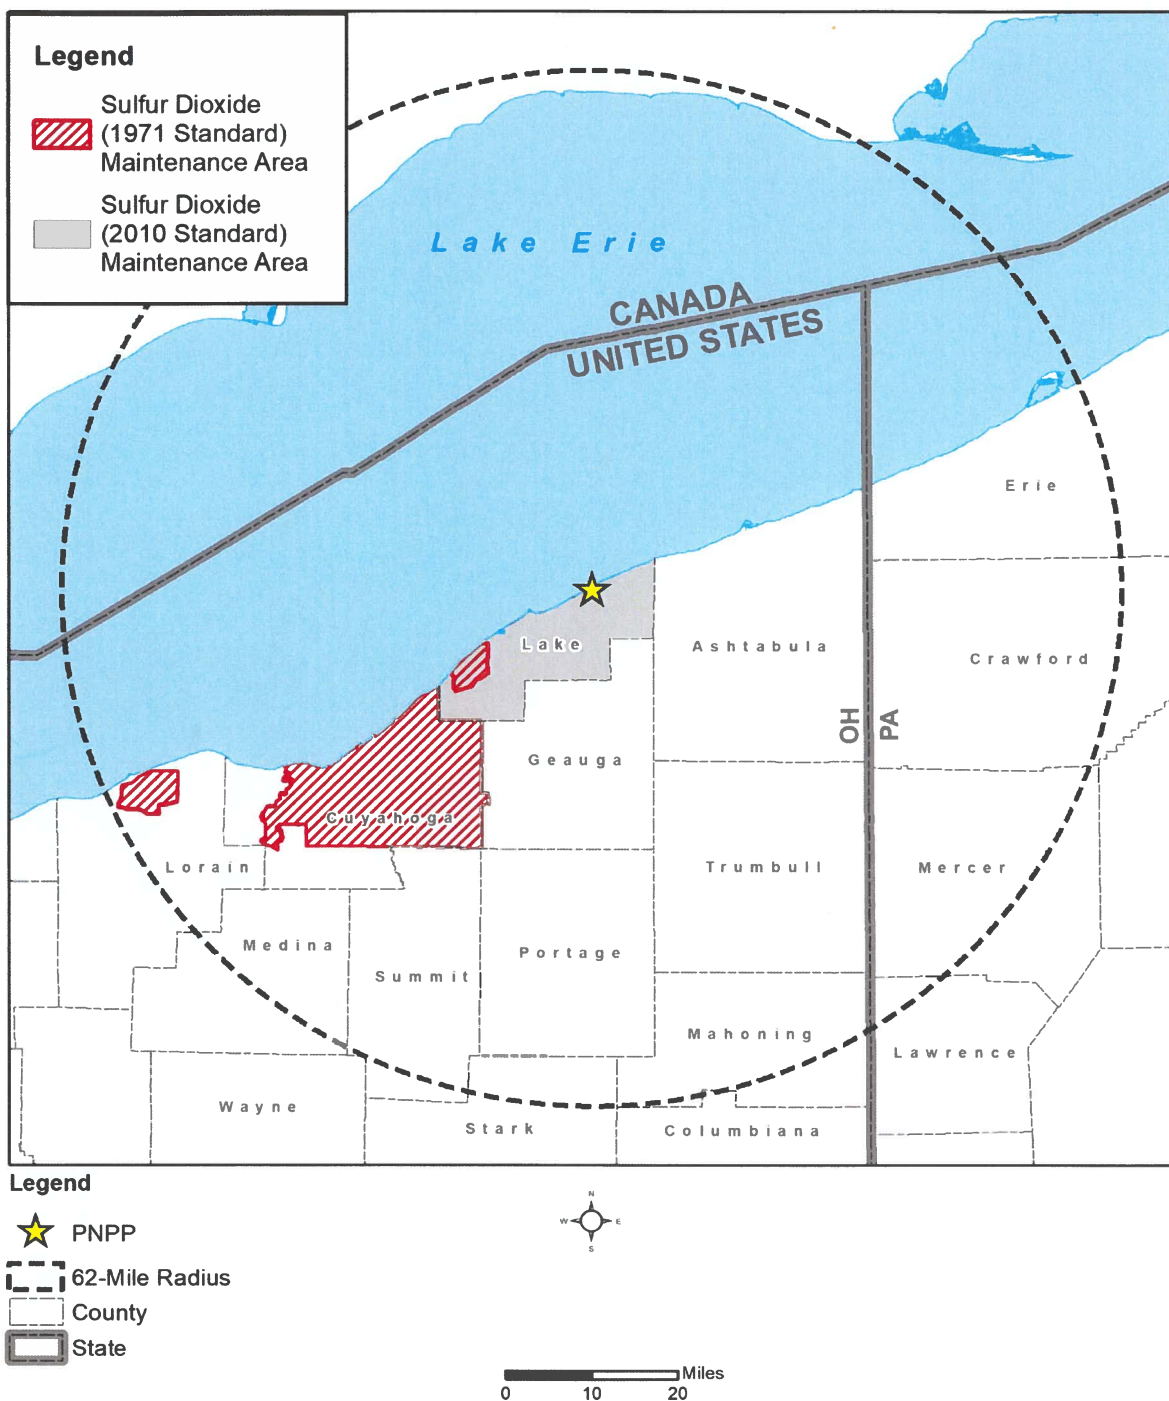 Legend
Sulfur Dioxide
(1971 Standard)
Maintenance Area
Sulfur Dioxide
(2010 Standard)
Maintenance Area
Lake Erie
CANADA
UNITED STATES
Erie
Lake
Ashtabula
Crawford
OH
PA
Geauga
Cuyahoga
Lorain
Trumbull
Mercer
Medina
Summit
Portage
Mahoning
Lawrence
Wayne
Stark
Columbiana
Legend
PNPP
62-Mile Radius
County
State
N
W
E
S
Miles
0
10
20